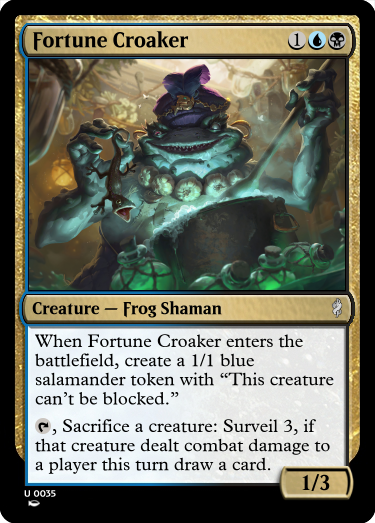 Fortune Croaker 1
Creature — Frog Shaman
When Fortune Croaker enters the
battlefield, create a 1/1 blue
salamander token with “This creature
can't be blocked.”
, Sacrifice a creature: Surveil 3, if
that creature dealt combat damage to
a player this turn draw a card.
1/3
U 0035